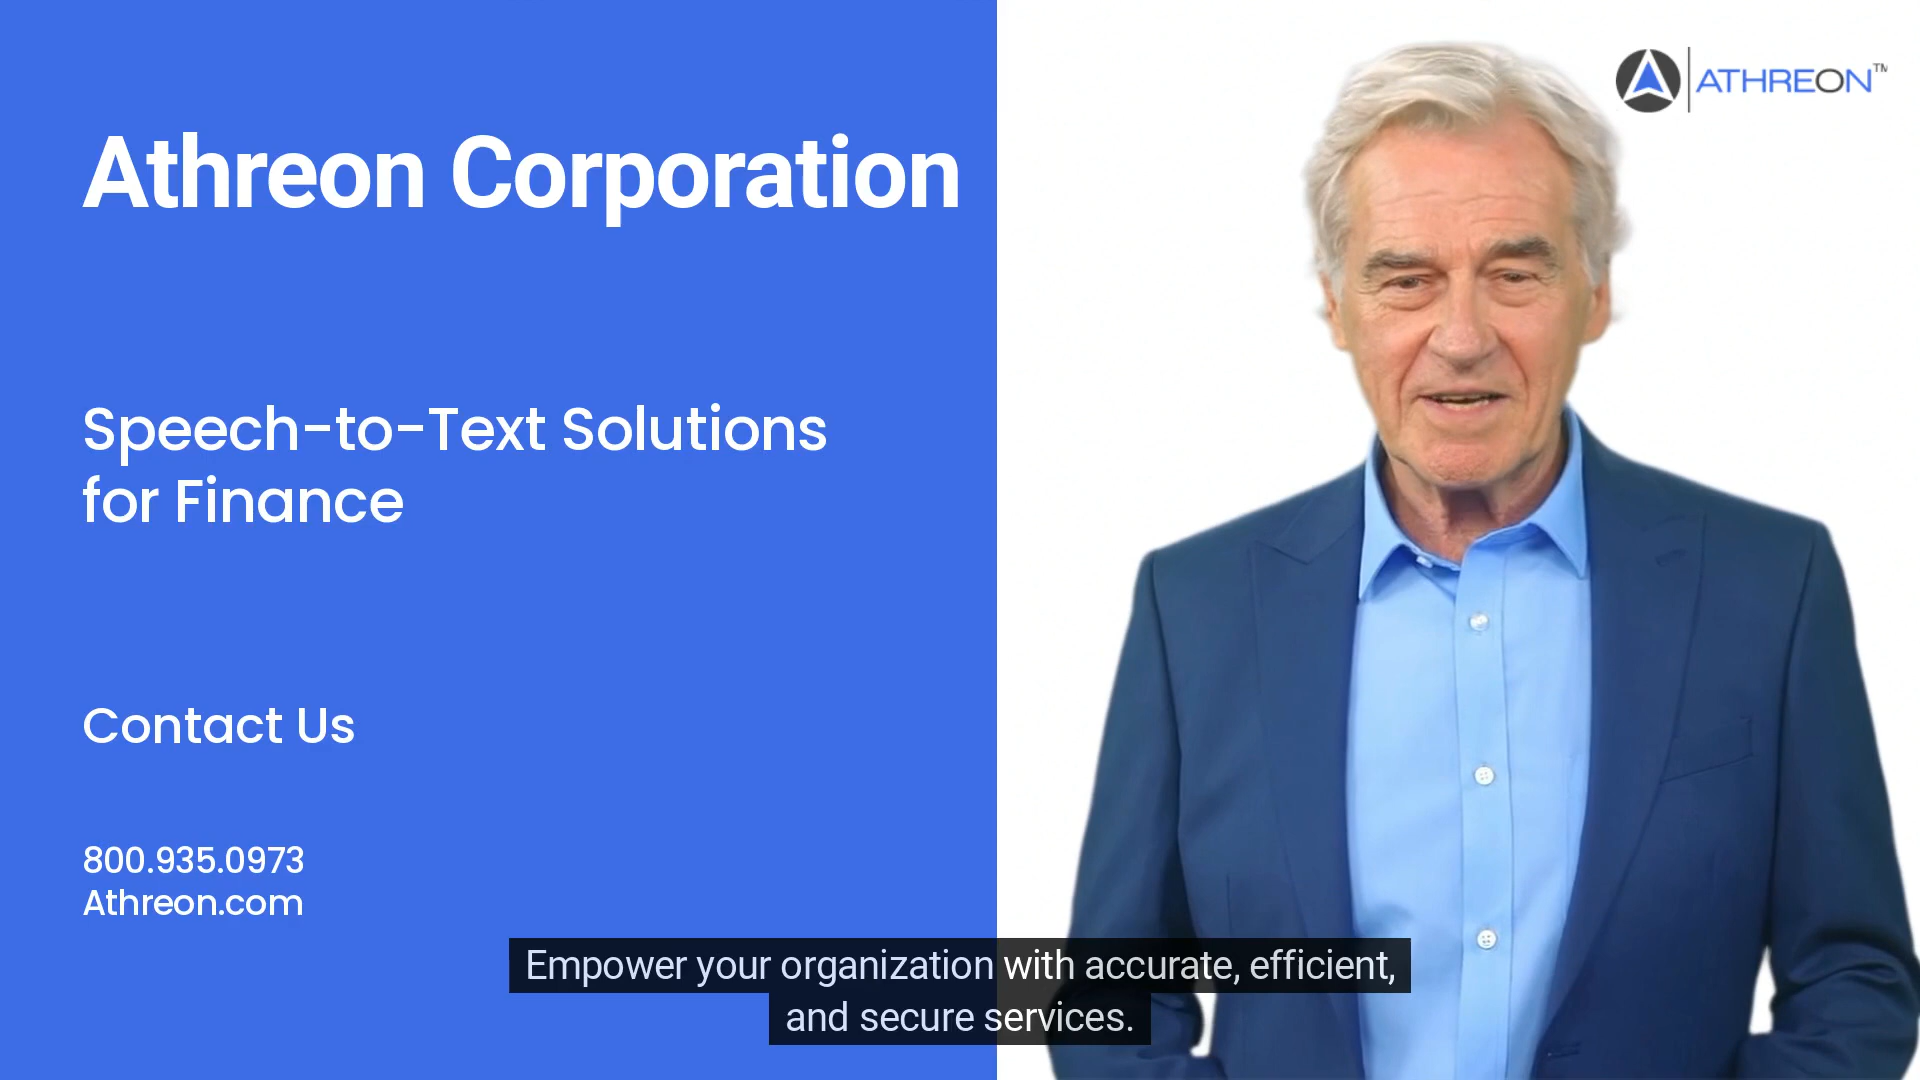 Athreon Corporation
ATHREON™
Speech-to-Text Solutions
for Finance
Contact Us
800.935.0973
Athreon.com
Empower your organization with accurate, efficient,
and secure services.